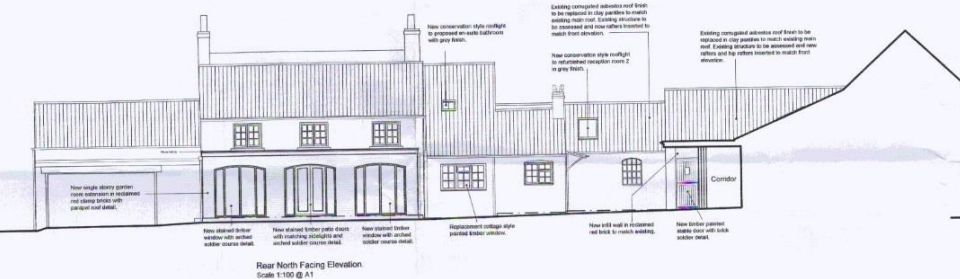 New conservation style rooflight
to proposed en-suite bathroom
with grey finish.
Existing corrugated asbestos roof finish
to be replaced in clay pantiles to match
existing main roof. Existing structure to
be assessed and new rafters inserted to
match front elevation.
New conservation style rooflight
to refurbished reception room 2
in grey finish.
Existing corrugated asbestos roof finish to be
replaced in clay pantiles to match existing main
roof. Existing structure to be assessed and new
rafters and hip rafters inserted to match front
elevation.
New single storey garden
room extension in reclaimed
red clamp bricks with
parapet roof detail.
Corridor
New stained timber
window with arched
soldier course detail.
New stained timber patio doors
with matching sidelights and
arched soldier course detail.
New stained timber
window with arched
soldier course detail.
Replacement cottage style
painted timber window.
New infill wall in reclaimed
red brick to match existing.
New timber painted
stable door with brick
soldier detail.
Rear North Facing Elevation
Scale 1:100 @ A1